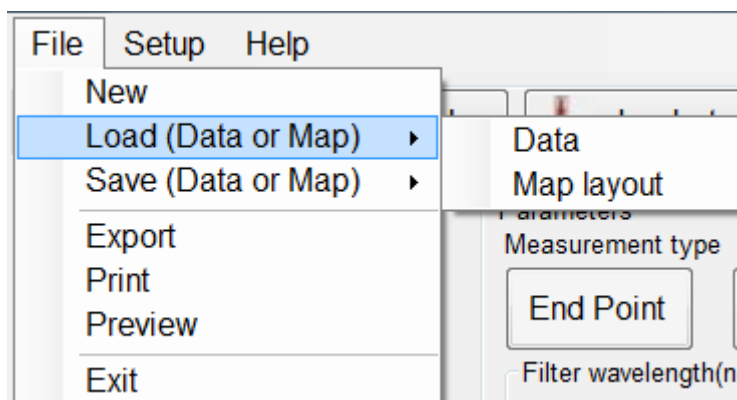 File Setup Help
New
Load (Data or Map)
Data
Save (Data or Map)
Map layout
Parameters
Export
Measurement type
Print
End Point
Preview
Filter wavelength(n
Exit